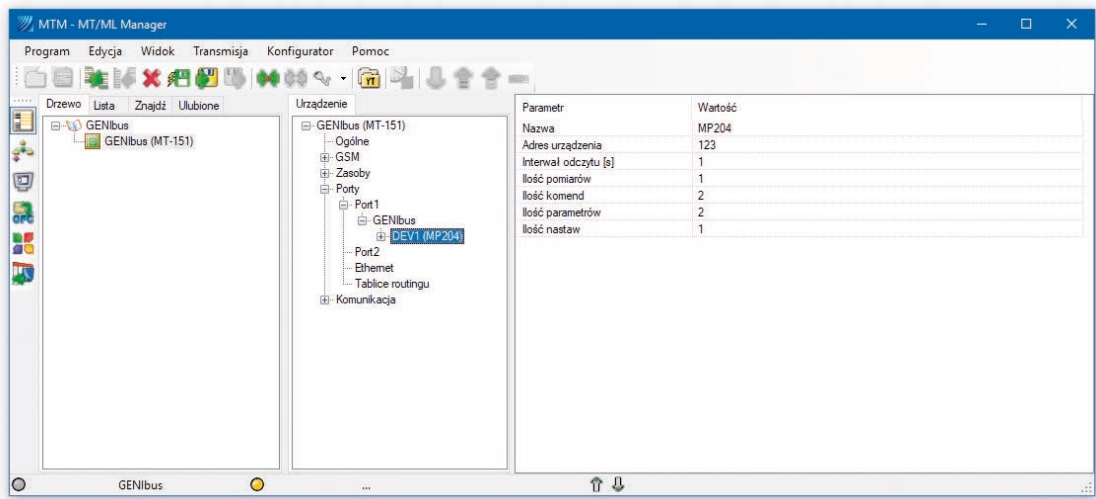 MTM - MT/ML Manager
Program Edycja Widok Transmisja Konfigurator Pomoc
Drzewo Lista Znajdź Ulubione
GENIbus
GENIbus (MT-151)
Urządzenie
GENIbus (MT-151)
Ogólne
GSM
Zasoby
Porty
Port1
GENIbus
DEV1 (MP204)
Port2
Ethernet
Tablice routingu
Komunikacja
Parametr Wartość
Nazwa MP204
Adres urządzenia 123
Interwał odczytu [s] 1
Ilość pomiarów 1
Ilość komend 2
Ilość parametrów 2
Ilość nastaw 1
OPC
GENIbus ...